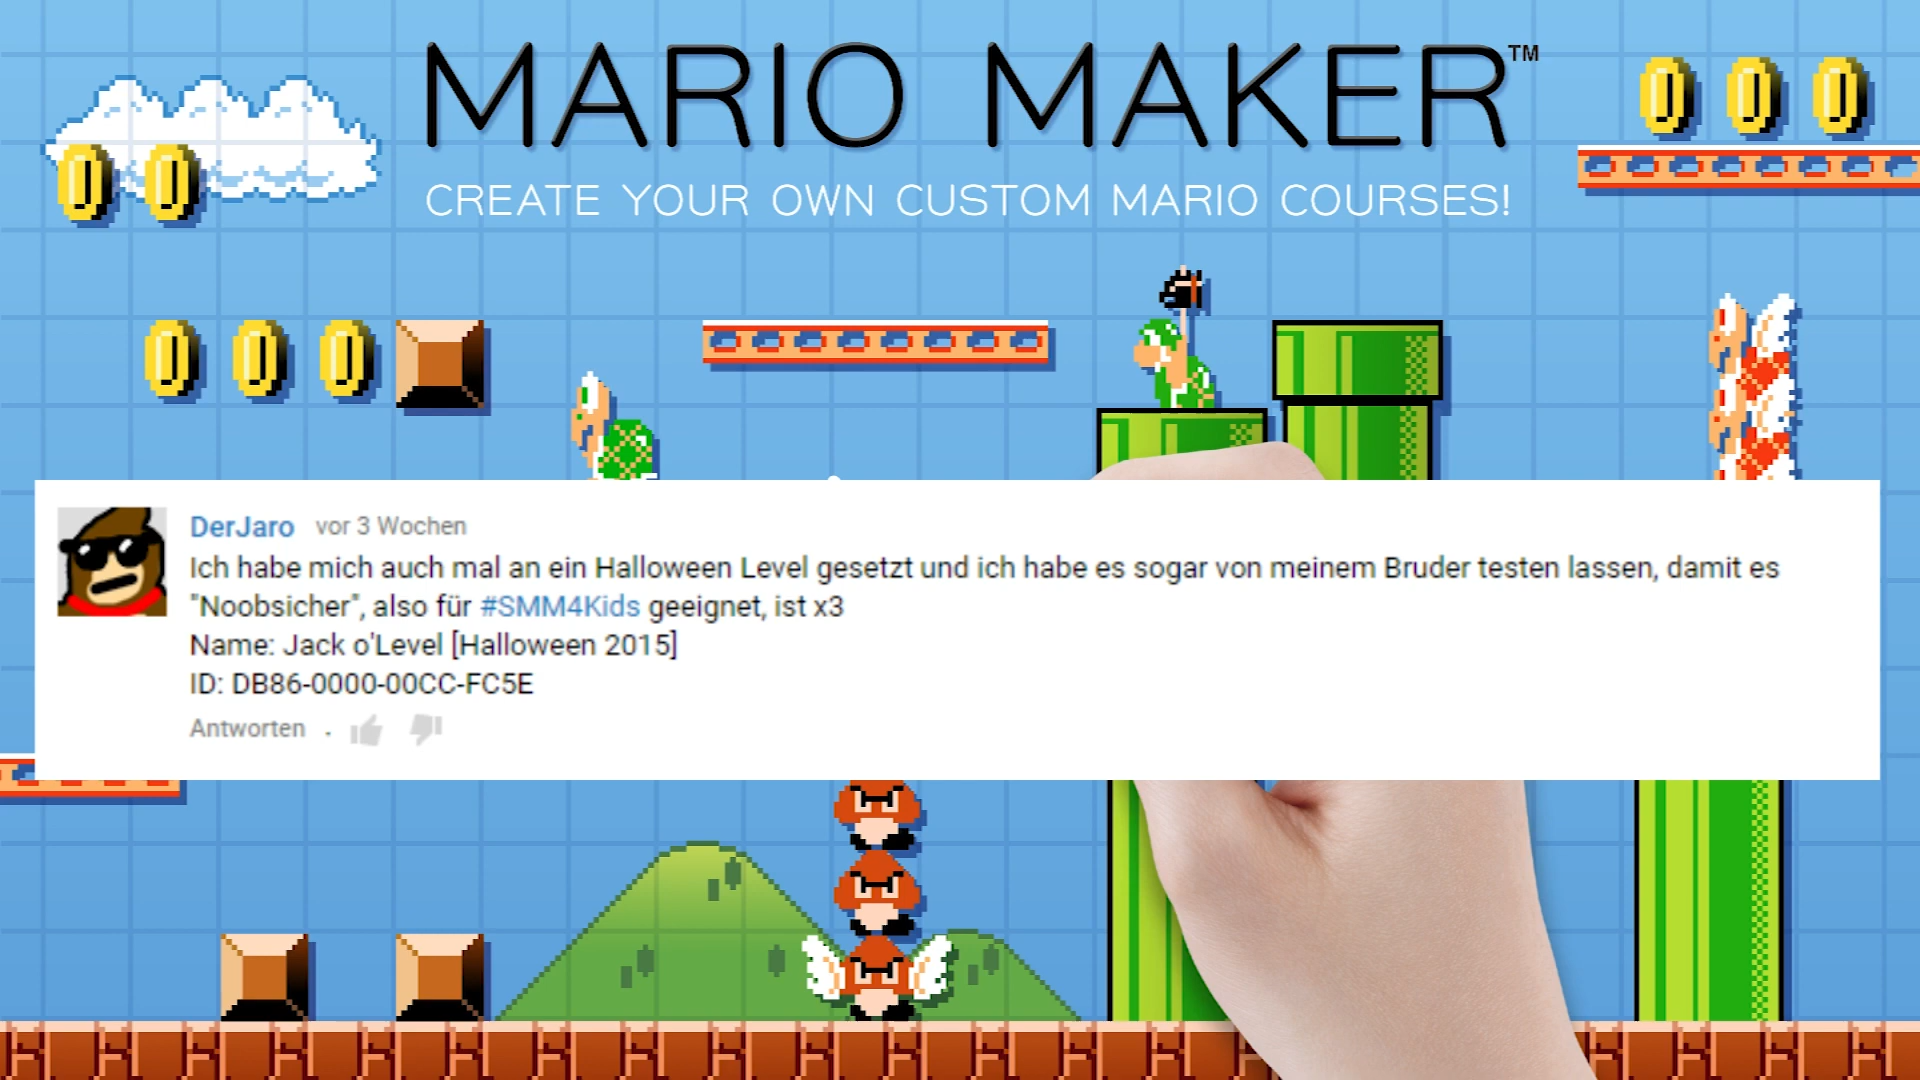 MARIO MAKER™
CREATE YOUR OWN CUSTOM MARIO COURSES!
DerJaro vor 3 Wochen
Ich habe mich auch mal an ein Halloween Level gesetzt und ich habe es sogar von meinem Bruder testen lassen, damit es
"Noobsicher", also für #SMM4Kids geeignet, ist x3
Name: Jack o'Level [Halloween 2015]
ID: DB86-0000-00CC-FC5E
Antworten